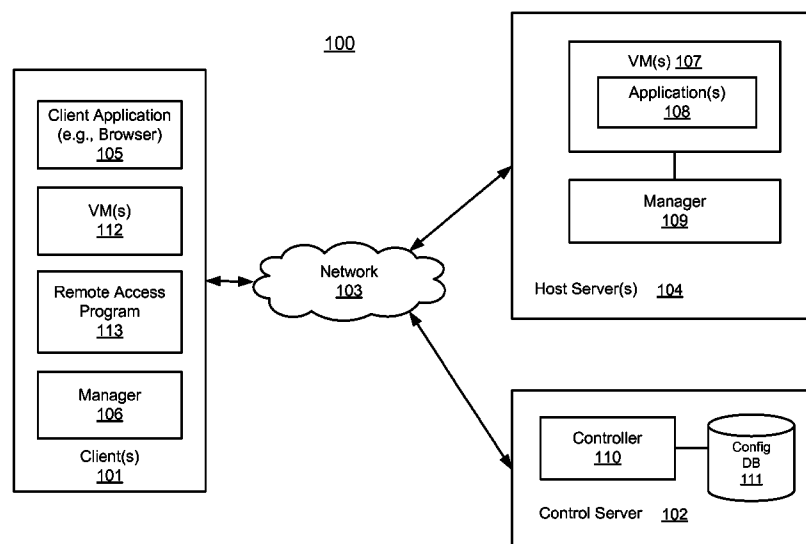 100
Client Application
(e.g., Browser)
105
VM(s)
112
Remote Access
Program
113
Manager
106
Client(s)
101
Network
103
VM(s) 107
Application(s)
108
Manager
109
Host Server(s) 104
Controller
110
Config
DB
111
Control Server 102